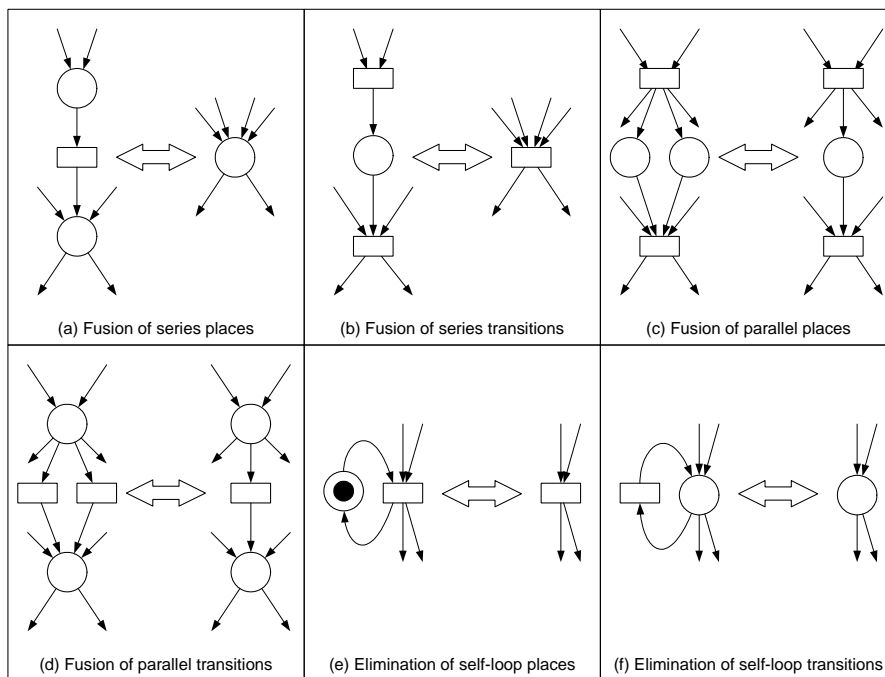 (a) Fusion of series places
(b) Fusion of series transitions
(c) Fusion of parallel places
(d) Fusion of parallel transitions
(e) Elimination of self-loop places
(f) Elimination of self-loop transitions